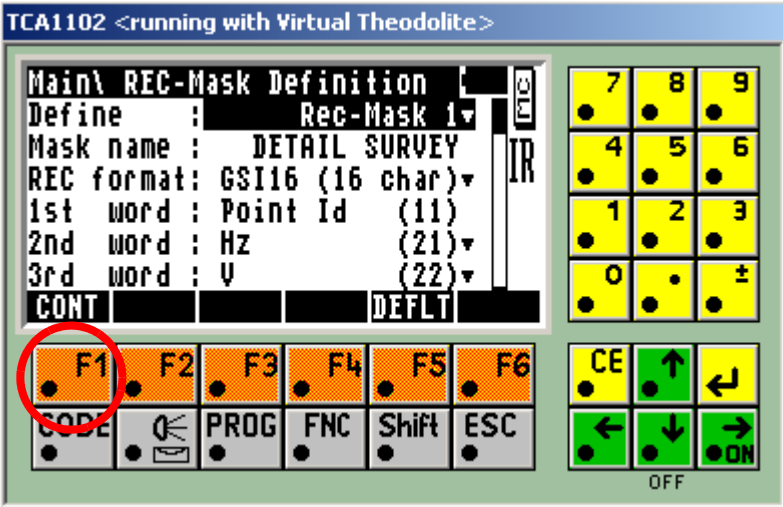 TCA1102 <running with Virtual Theodolite>
Main\ REC-Mask Definition
Define : Rec-Mask 1
Mask name : DETAIL SURVEY
REC format: GSI16 (16 char)
1st word : Point Id (11)
2nd word : Hz (21)
3rd word : V (22)
CONT DEFLT
IR
7 8 9
4 5 6
1 2 3
0 . ±
F1 F2 F3 F4 F5 F6
CE
CODE PROG FNC Shift ESC
ON
OFF